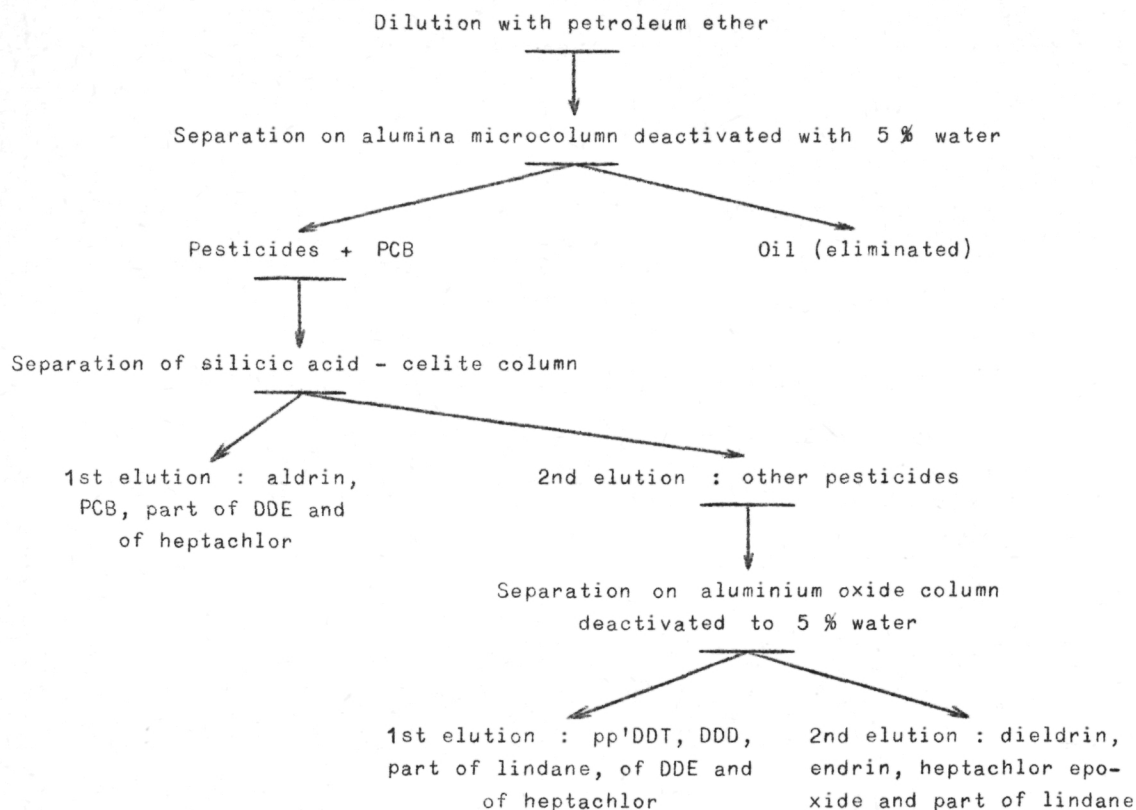 Dilution with petroleum ether
Separation on alumina microcolumn deactivated with 5 % water
Pesticides + PCB
Oil (eliminated)
Separation of silicic acid - celite column
1st elution : aldrin,
PCB, part of DDE and
of heptachlor
2nd elution : other pesticides
Separation on aluminium oxide column
deactivated to 5 % water
1st elution : pp'DDT, DDD,
part of lindane, of DDE and
of heptachlor
2nd elution : dieldrin,
endrin, heptachlor epo-
xide and part of lindane